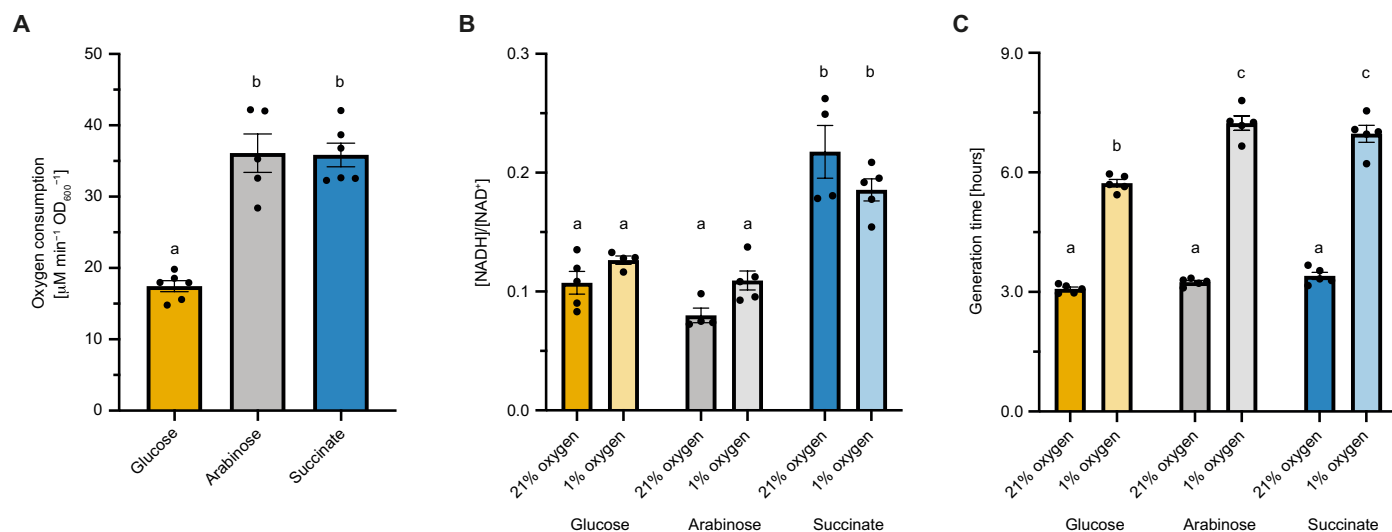 A
Oxygen consumption
[µM min⁻¹ OD₆₀₀⁻¹]
50
40
30
20
10
0
a
b
b
Glucose
Arabinose
Succinate
B
[NADH]/[NAD⁺]
0.3
0.2
0.1
0.0
a
a
a
a
b
b
21% oxygen
1% oxygen
21% oxygen
1% oxygen
21% oxygen
1% oxygen
Glucose
Arabinose
Succinate
C
Generation time [hours]
9.0
6.0
3.0
0.0
a
b
a
c
a
c
21% oxygen
1% oxygen
21% oxygen
1% oxygen
21% oxygen
1% oxygen
Glucose
Arabinose
Succinate